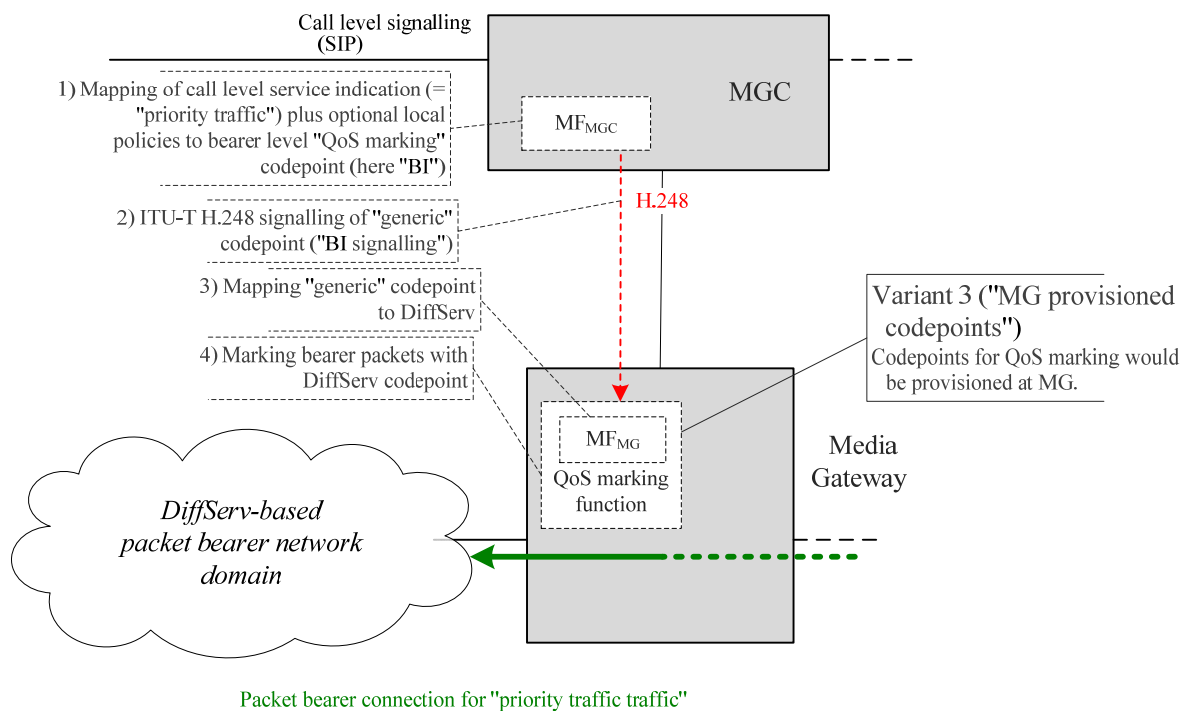 Call level signalling
(SIP)
MGC
1) Mapping of call level service indication (=
"priority traffic") plus optional local
policies to bearer level "QoS marking"
codepoint (here "BI")
MFMGC
H.248
2) ITU-T H.248 signalling of "generic"
codepoint ("BI signalling")
3) Mapping "generic" codepoint
to DiffServ
4) Marking bearer packets with
DiffServ codepoint
Variant 3 ("MG provisioned
codepoints")
Codepoints for QoS marking would
be provisioned at MG.
MFMG
QoS marking
function
Media
Gateway
DiffServ-based
packet bearer network
domain
Packet bearer connection for "priority traffic traffic"